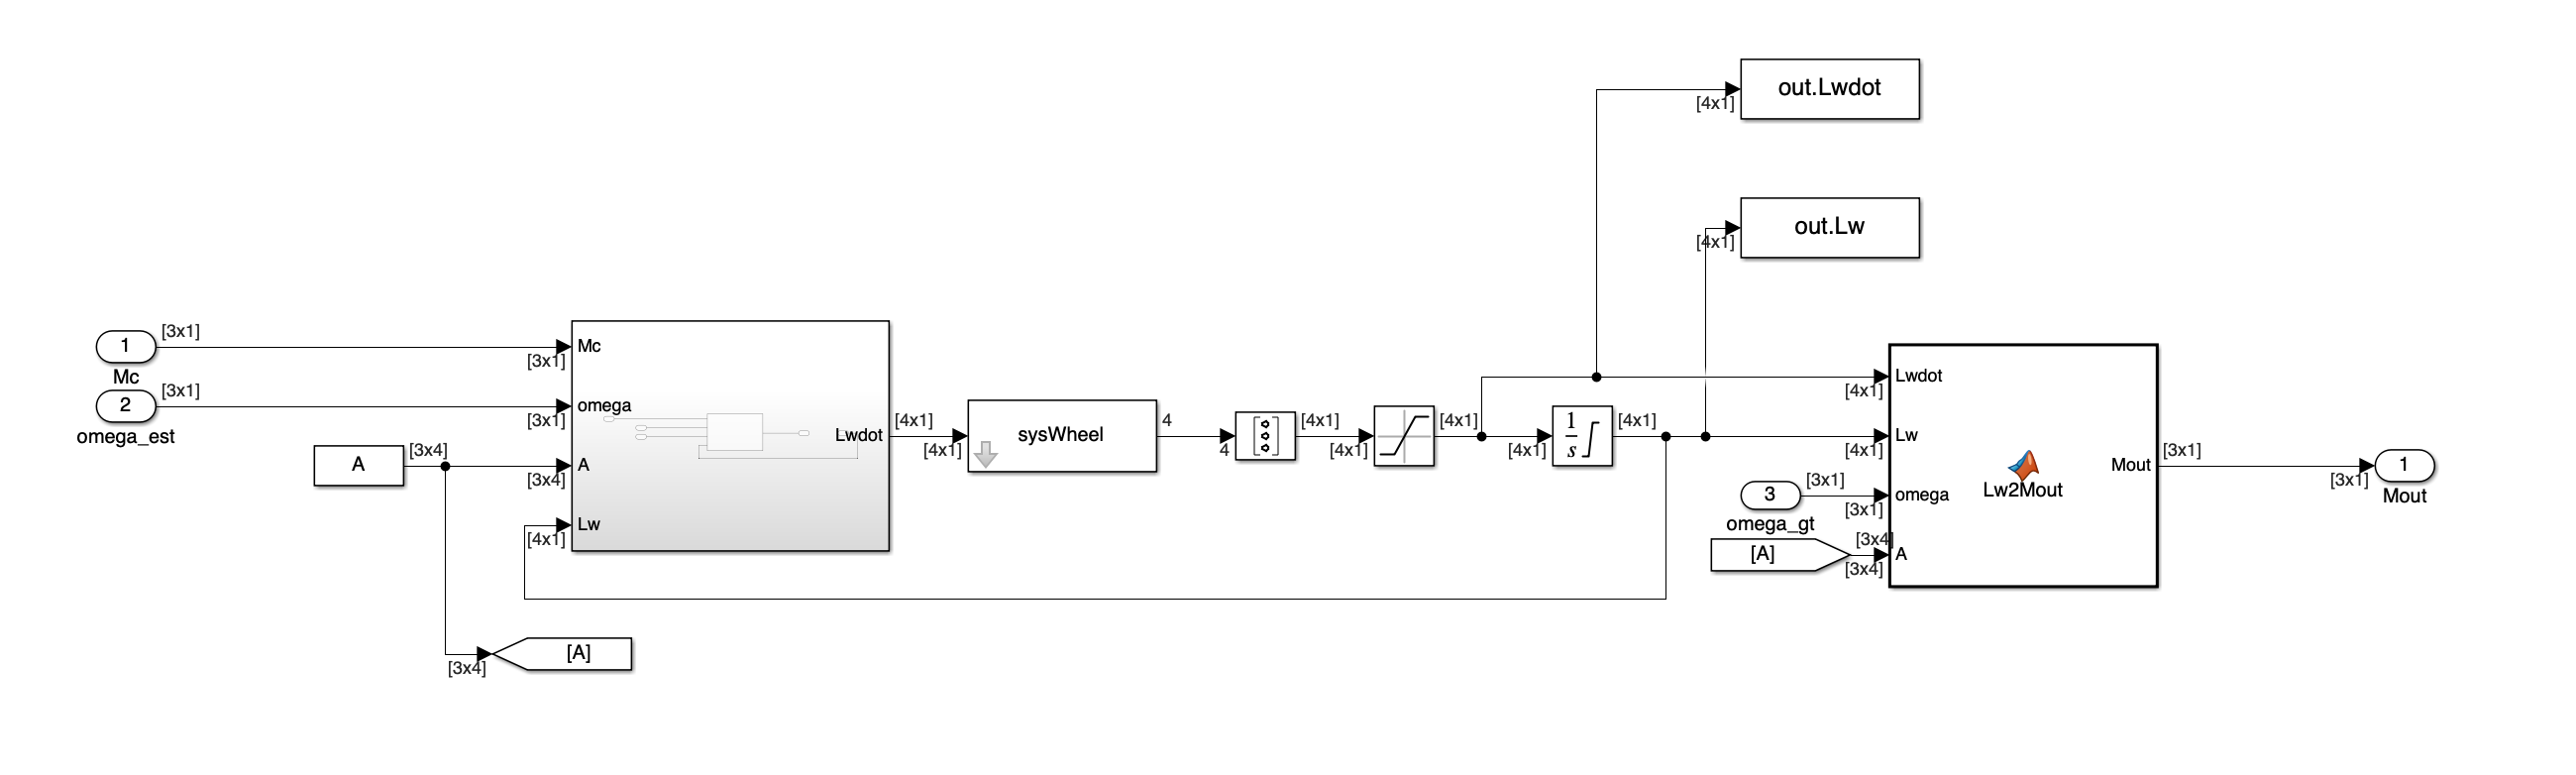 out.Lwdot
[4x1]
out.Lw
[4x1]
1
Mc
[3x1]
[3x1]
2
omega_est
[3x1]
[3x1]
A
[3x4]
[3x4]
[4x1]
Mc
omega
A
Lw
Lwdot
[4x1]
[4x1]
sysWheel
4
4
[4x1]
[4x1]
[4x1]
[4x1]
1
s
[4x1]
[4x1]
[4x1]
3
omega_gt
[3x1]
[3x1]
[A]
[3x4]
[3x4]
Lwdot
Lw
omega
A
Lw2Mout
Mout
[3x1]
[3x1]
1
Mout
[3x4]
[A]